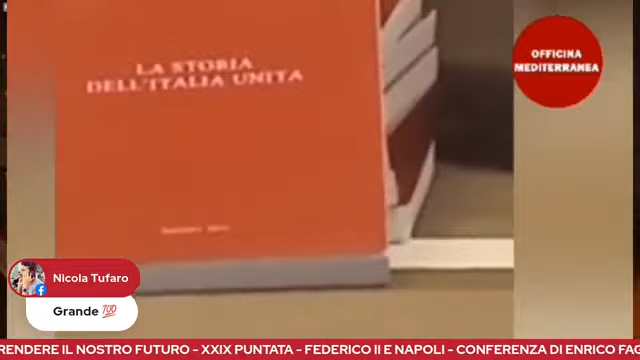 LA STORIA
DELL'ITALIA UNITA
OFFICINA
MEDITERRANEA
Nicola Tufaro
Grande 💯
RENDERE IL NOSTRO FUTURO - XXIX PUNTATA - FEDERICO II E NAPOLI - CONFERENZA DI ENRICO FAG